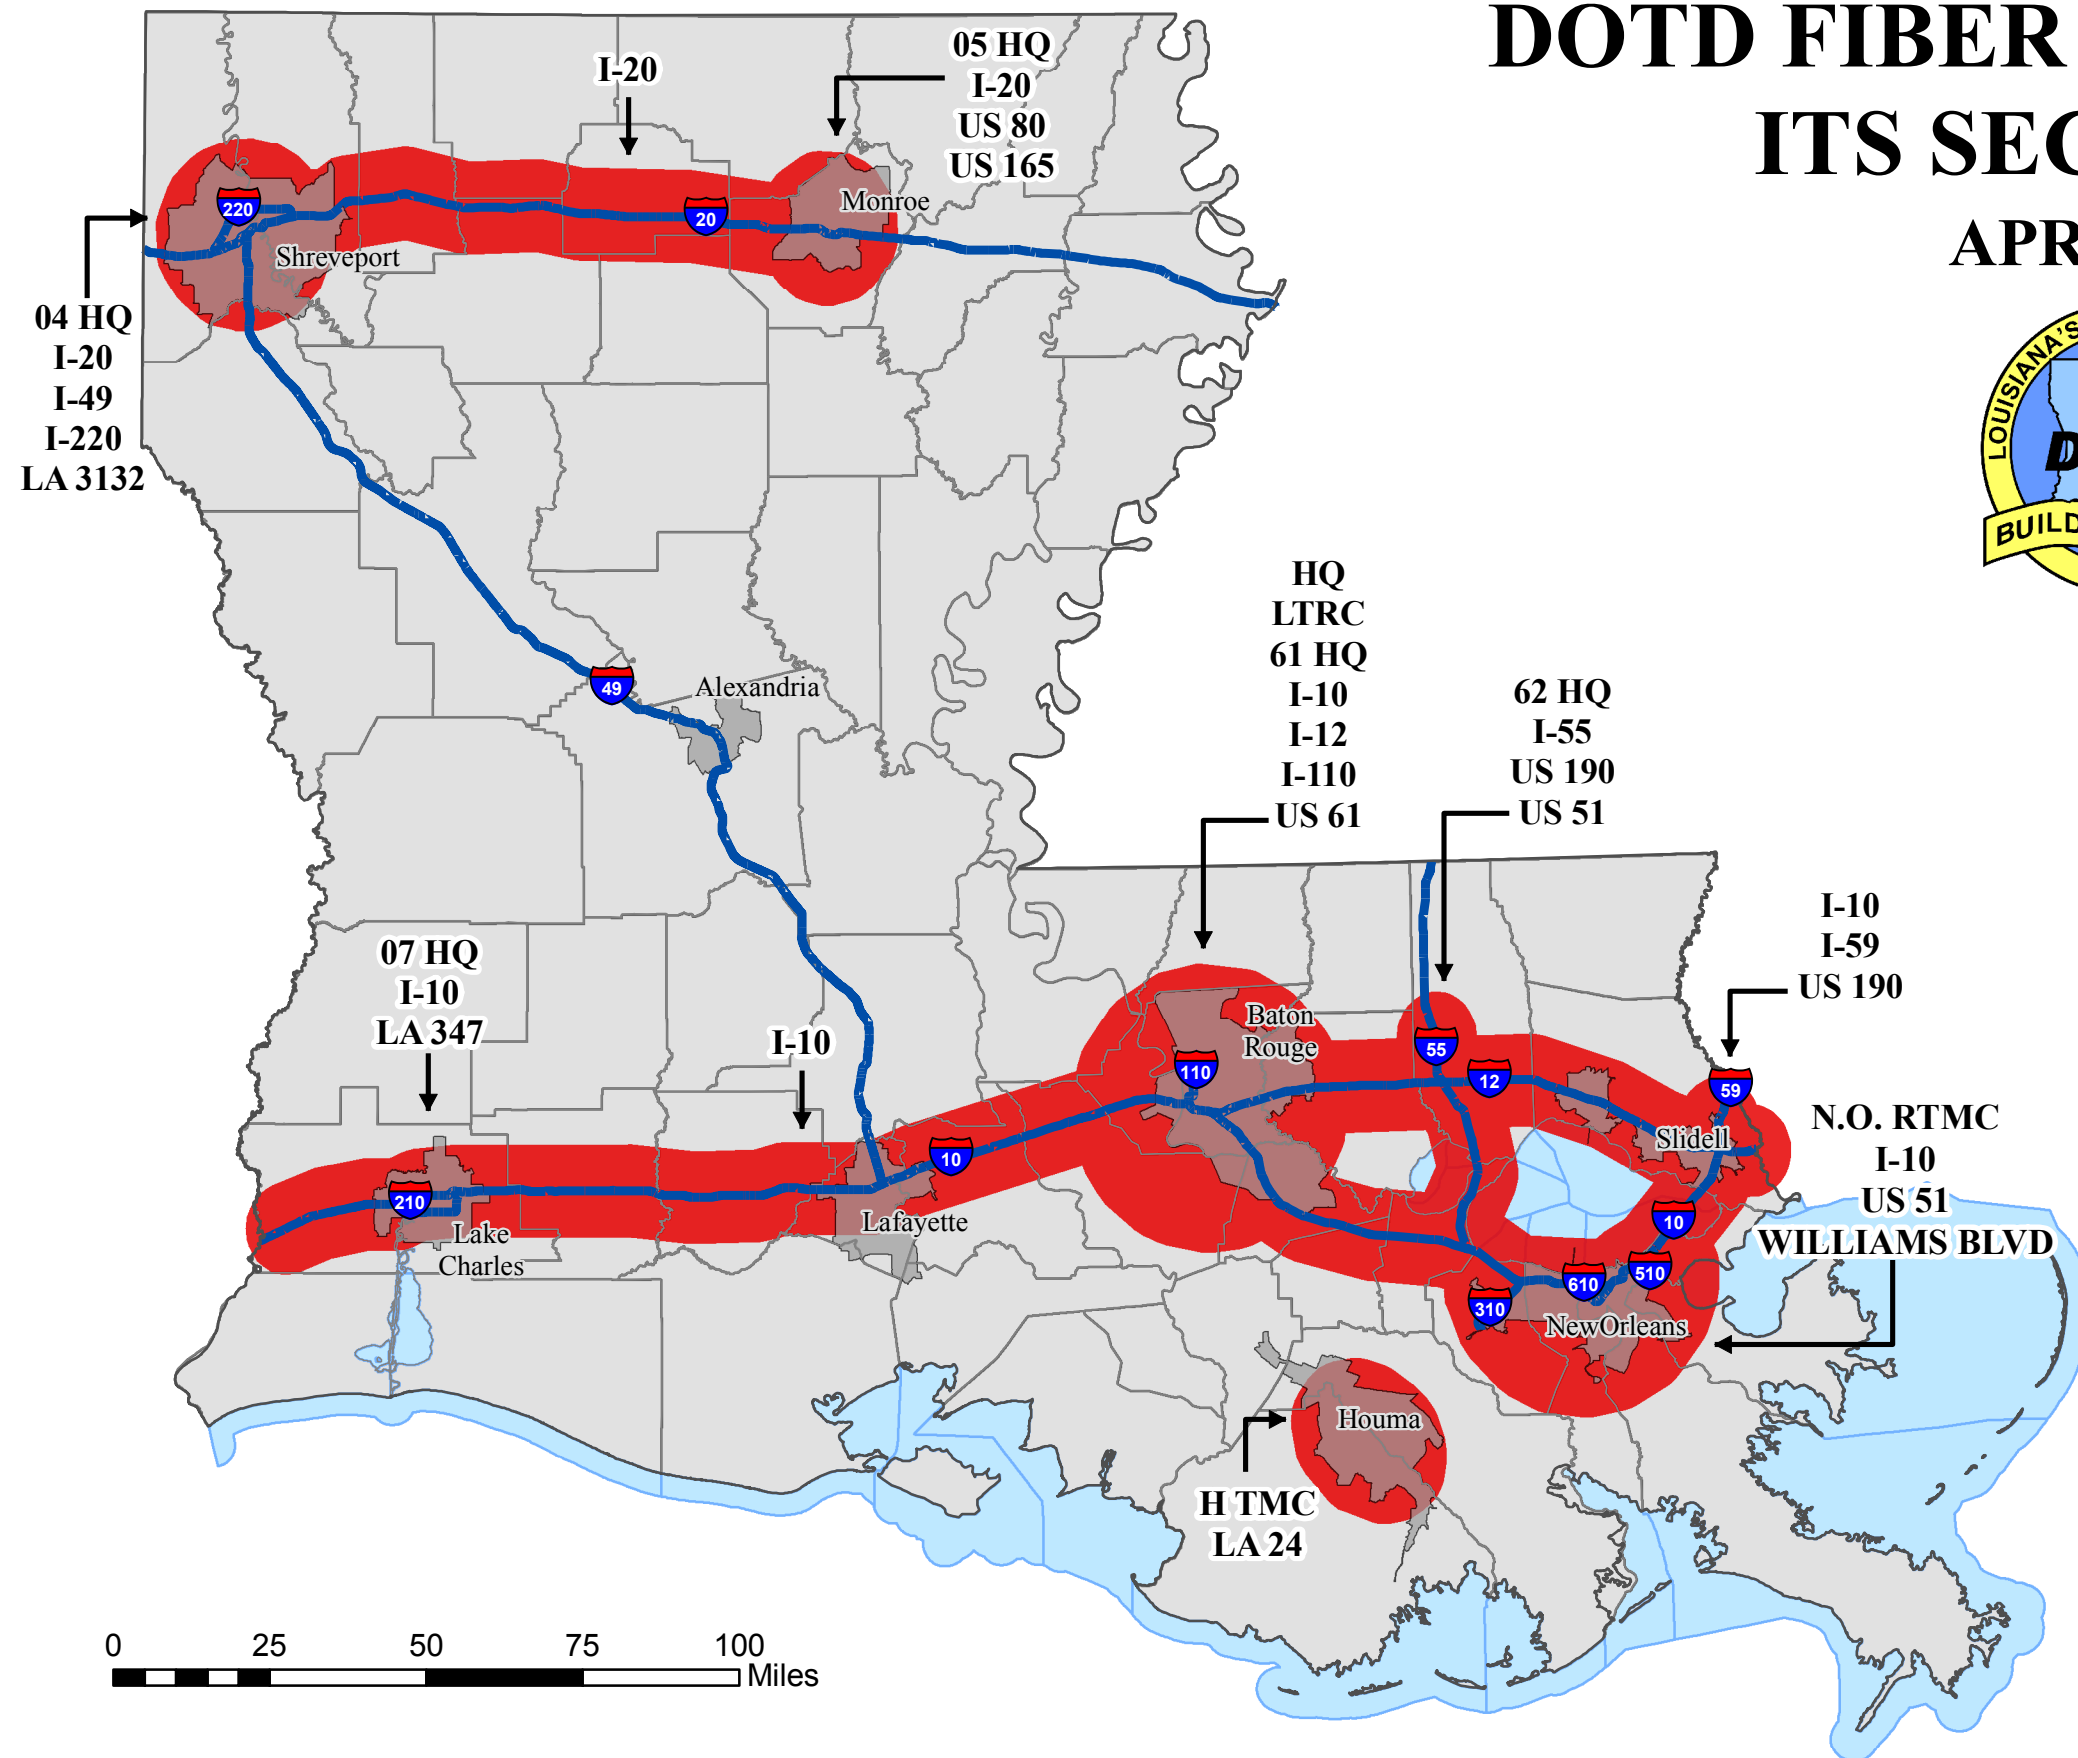 DOTD FIBER
ITS SEC
APR
LOUISIANA'S
D
BUILD
I-20
05 HQ
I-20
US 80
US 165
220
20
Monroe
Shreveport
04 HQ
I-20
I-49
I-220
LA 3132
49
Alexandria
HQ
LTRC
61 HQ
I-10
I-12
I-110
US 61
62 HQ
I-55
US 190
US 51
I-10
I-59
US 190
07 HQ
I-10
LA 347
I-10
Baton
Rouge
110
55
12
59
N.O. RTMC
I-10
US 51
WILLIAMS BLVD
Slidell
10
210
Lake
Charles
Lafayette
10
510
610
310
NewOrleans
Houma
H TMC
LA 24
0 25 50 75 100
Miles